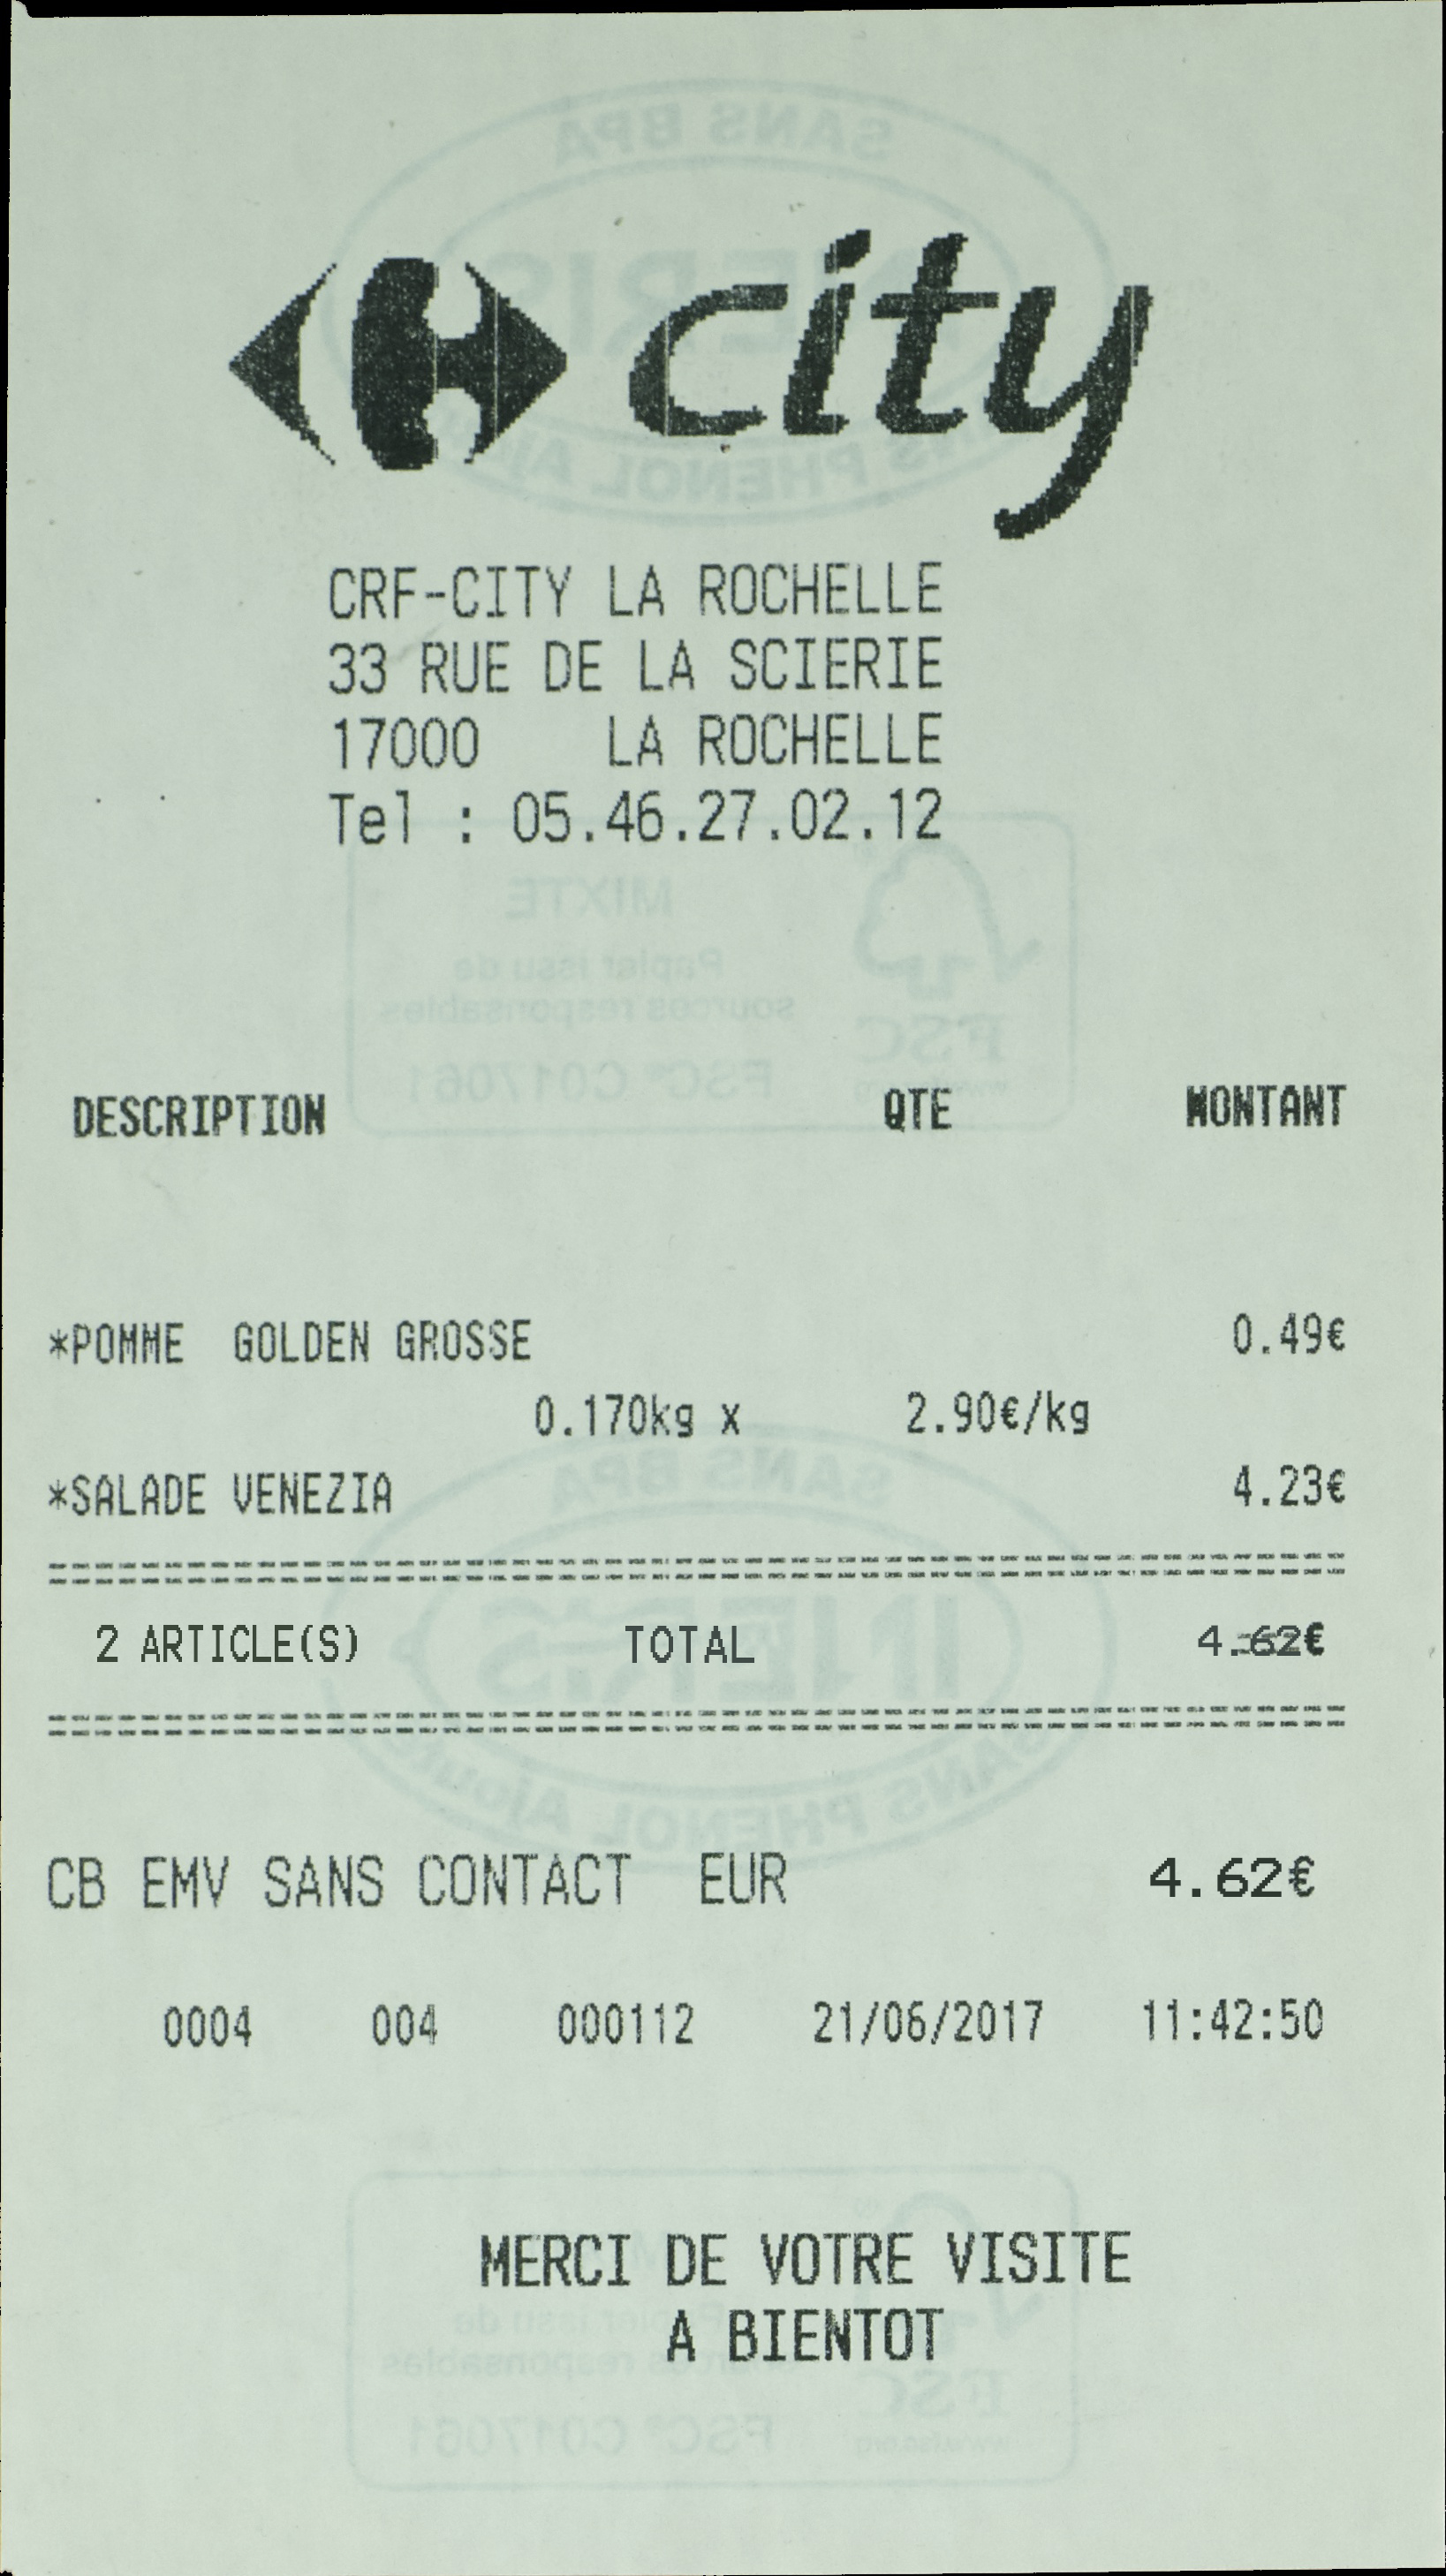 city
CRF-CITY LA ROCHELLE
33 RUE DE LA SCIERIE
17000 LA ROCHELLE
Tel : 05.46.27.02.12
DESCRIPTION QTE MONTANT
*POMME GOLDEN GROSSE 0.49€
0.170kg x 2.90€/kg
*SALADE VENEZIA 4.23€
2 ARTICLE(S) TOTAL 4.62€
CB EMV SANS CONTACT EUR 4.62€
0004 004 000112 21/06/2017 11:42:50
MERCI DE VOTRE VISITE
A BIENTOT